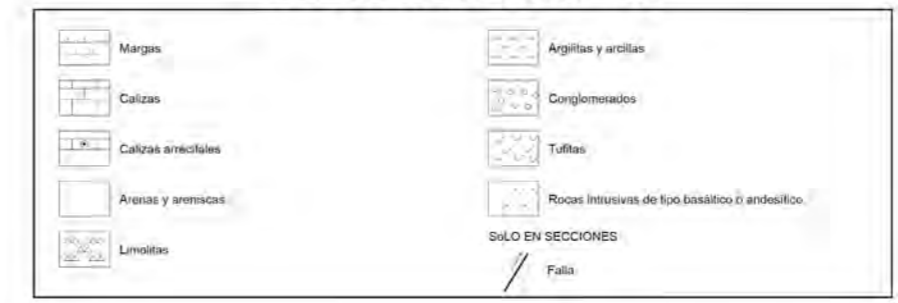 Margas
Calizas
Calizas arrecifales
Arenas y areniscas
Limolitas
Argilitas y arcillas
Conglomerados
Tufitas
Rocas Intrusivas de tipo basáltico o andesítico
SoLO EN SECCIONES
Falla